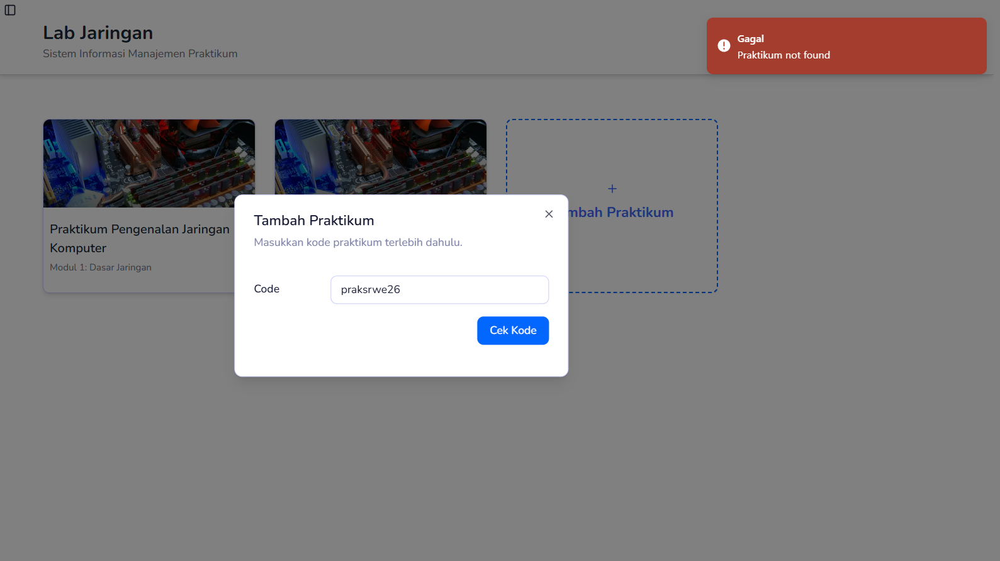 Lab Jaringan
Sistem Informasi Manajemen Praktikum
Gagal
Praktikum not found
Praktikum Pengenalan Jaringan
Komputer
Modul 1: Dasar Jaringan
+
mbah Praktikum
Tambah Praktikum
Masukkan kode praktikum terlebih dahulu.
Code
praksrwe26
Cek Kode